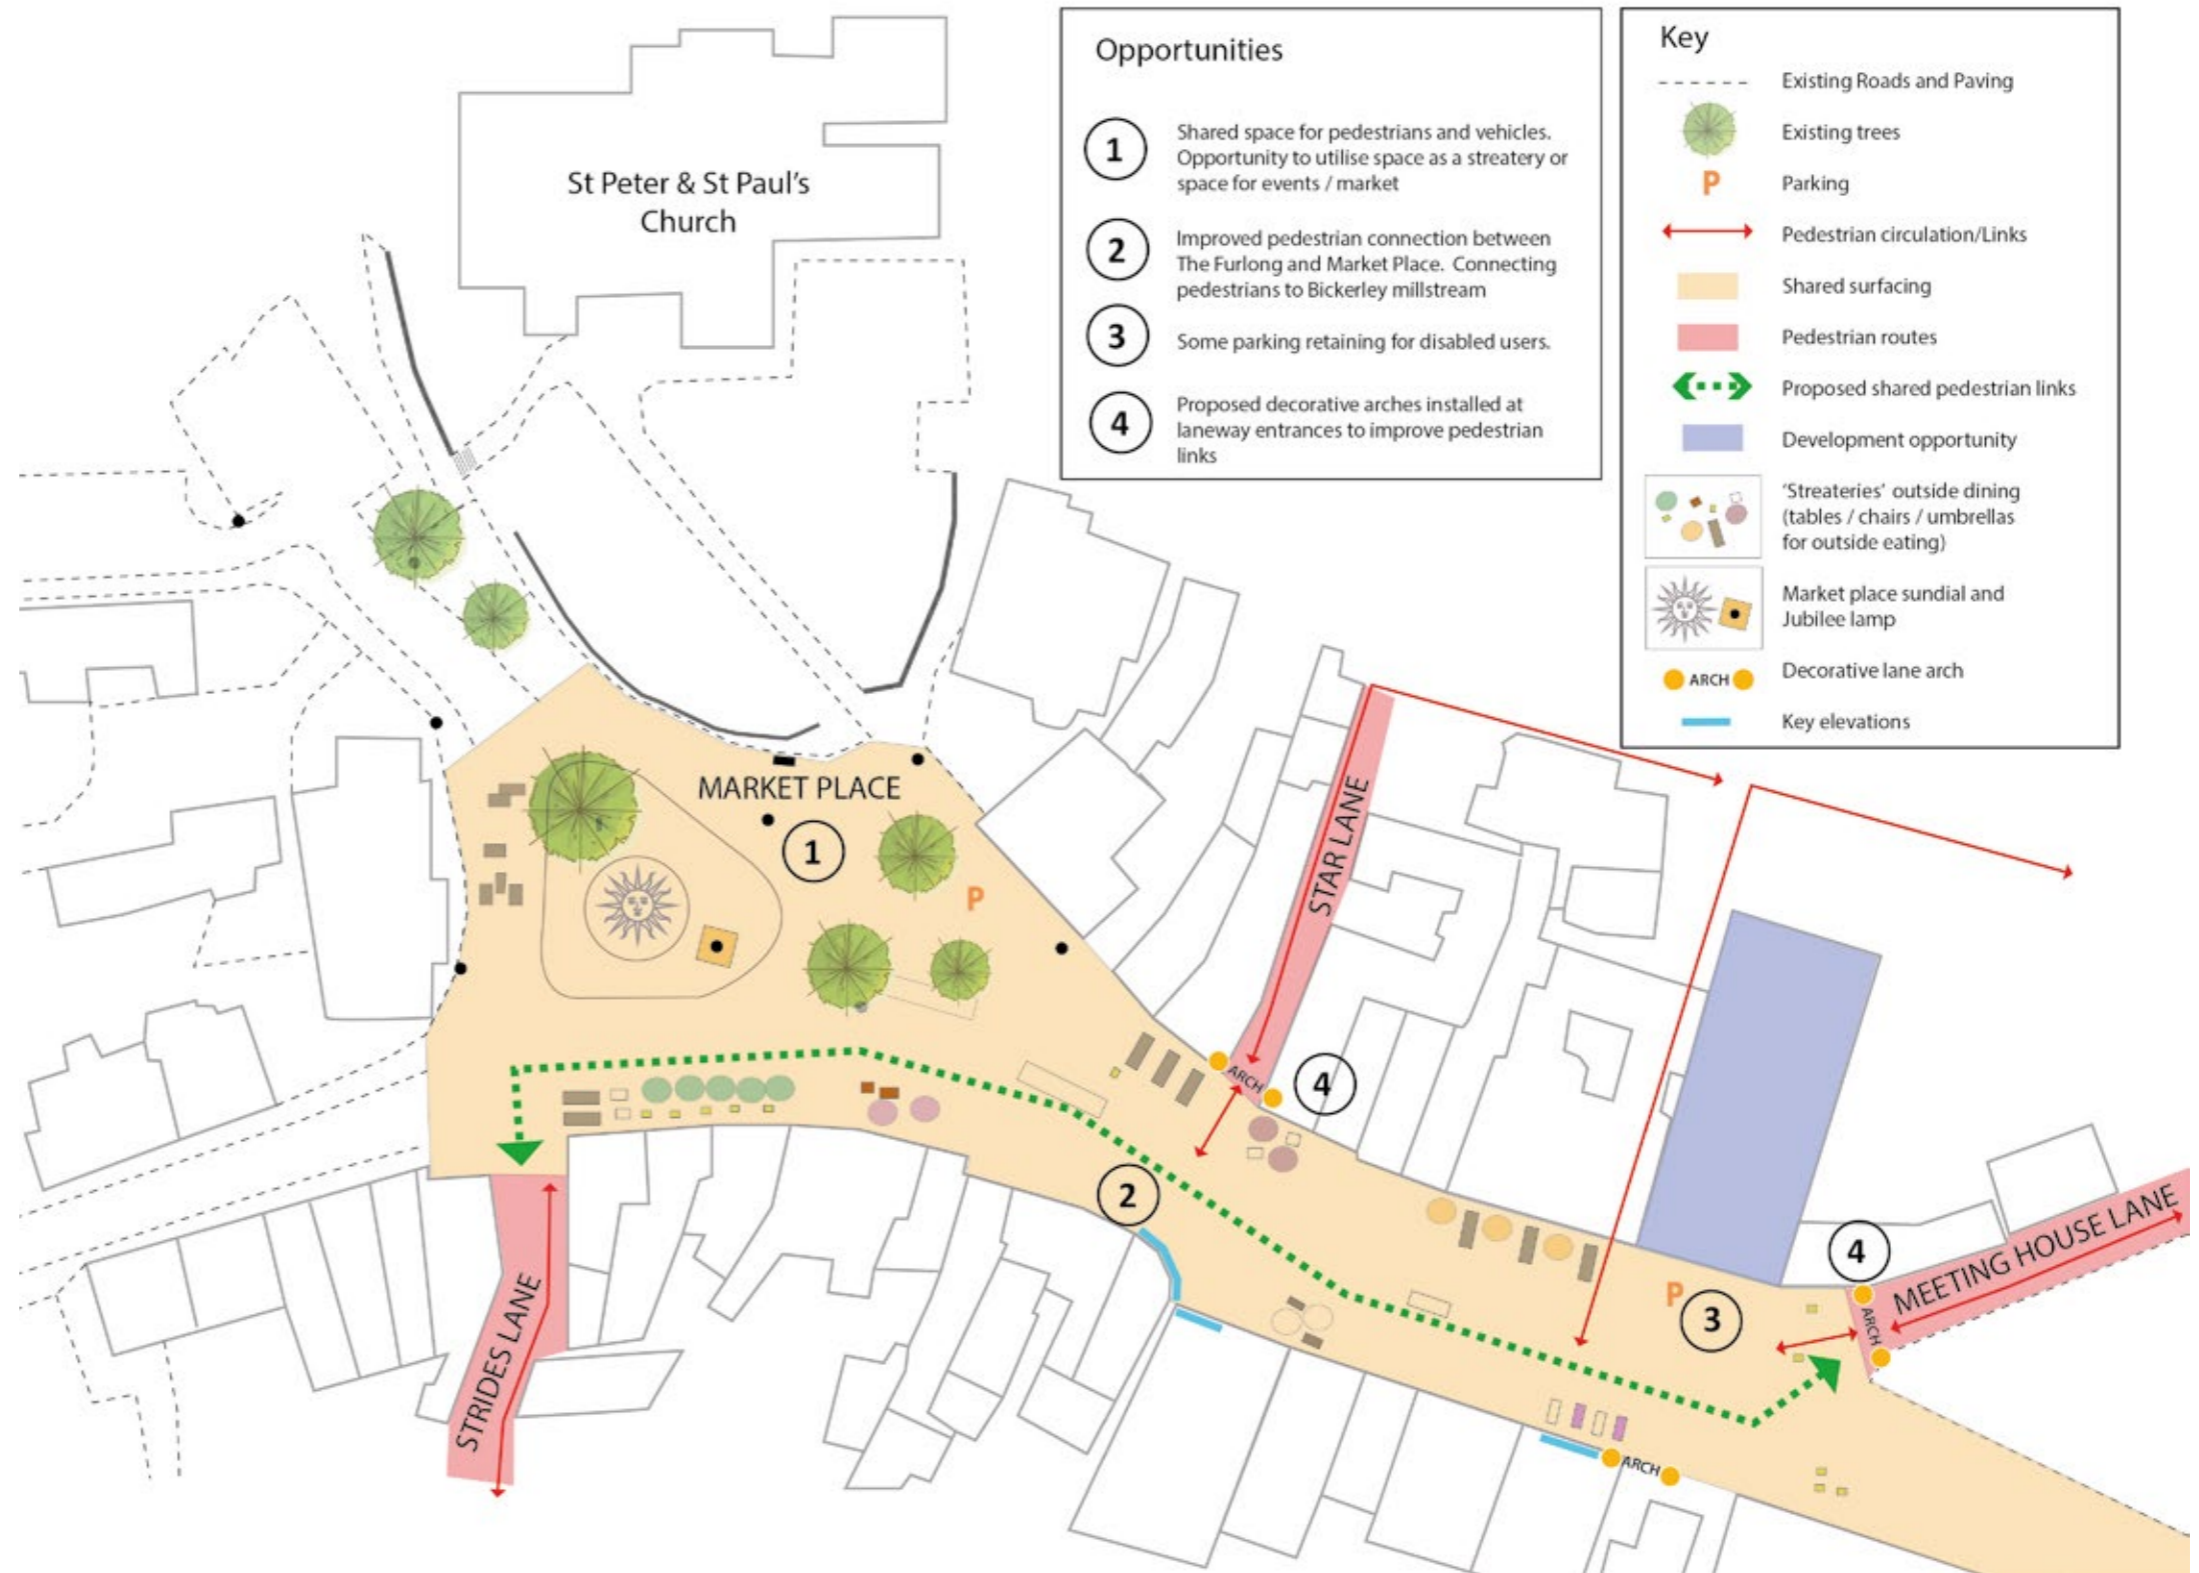 St Peter & St Paul's
Church
Opportunities
1
Shared space for pedestrians and vehicles.
Opportunity to utilise space as a streatery or
space for events / market
2
Improved pedestrian connection between
The Furlong and Market Place. Connecting
pedestrians to Bickerley millstream
3
Some parking retaining for disabled users.
4
Proposed decorative arches installed at
laneway entrances to improve pedestrian
links
Key
Existing Roads and Paving
Existing trees
P
Parking
Pedestrian circulation/Links
Shared surfacing
Pedestrian routes
Proposed shared pedestrian links
Development opportunity
'Streateries' outside dining
(tables / chairs / umbrellas
for outside eating)
Market place sundial and
Jubilee lamp
ARCH
Decorative lane arch
Key elevations
MARKET PLACE
1
P
STAR LANE
ARCH
4
2
STRIDES LANE
P
3
4
ARCH
MEETING HOUSE LANE
ARCH